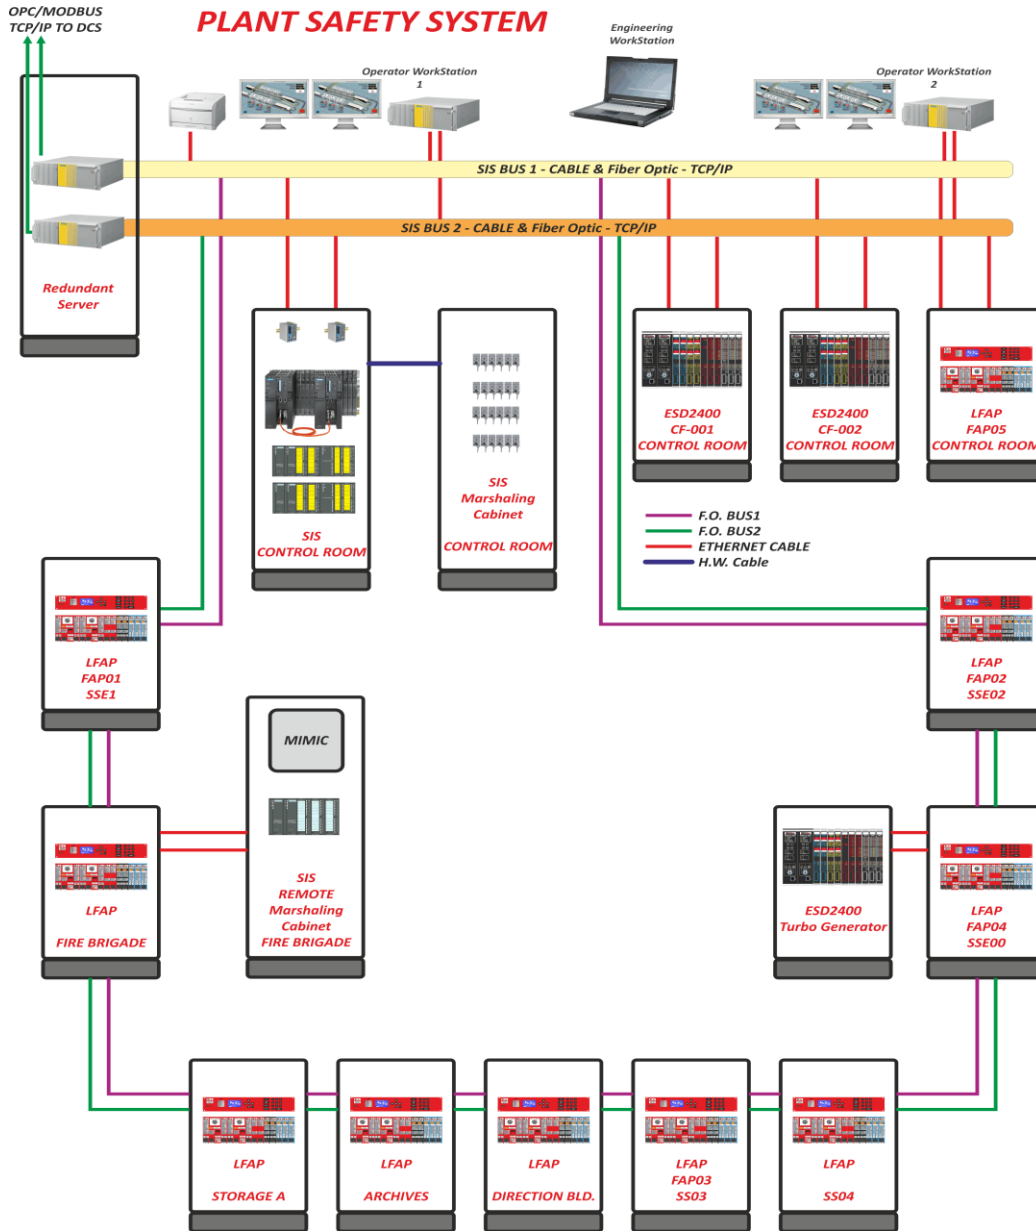 OPC/MODBUS
TCP/IP TO DCS
PLANT SAFETY SYSTEM
Engineering
WorkStation
Operator WorkStation
1
Operator WorkStation
2
SIS BUS 1 - CABLE & Fiber Optic - TCP/IP
SIS BUS 2 - CABLE & Fiber Optic - TCP/IP
Redundant
Server
SIS
CONTROL ROOM
SIS
Marshaling
Cabinet
CONTROL ROOM
ESD2400
CF-001
CONTROL ROOM
ESD2400
CF-002
CONTROL ROOM
LFAP
FAP05
CONTROL ROOM
F.O. BUS1
F.O. BUS2
ETHERNET CABLE
H.W. Cable
LFAP
FAP01
SSE1
LFAP
FAP02
SSE02
MIMIC
LFAP
FIRE BRIGADE
SIS
REMOTE
Marshaling
Cabinet
FIRE BRIGADE
ESD2400
Turbo Generator
LFAP
FAP04
SSE00
LFAP
STORAGE A
LFAP
ARCHIVES
LFAP
DIRECTION BLD.
LFAP
FAP03
SS03
LFAP
SS04